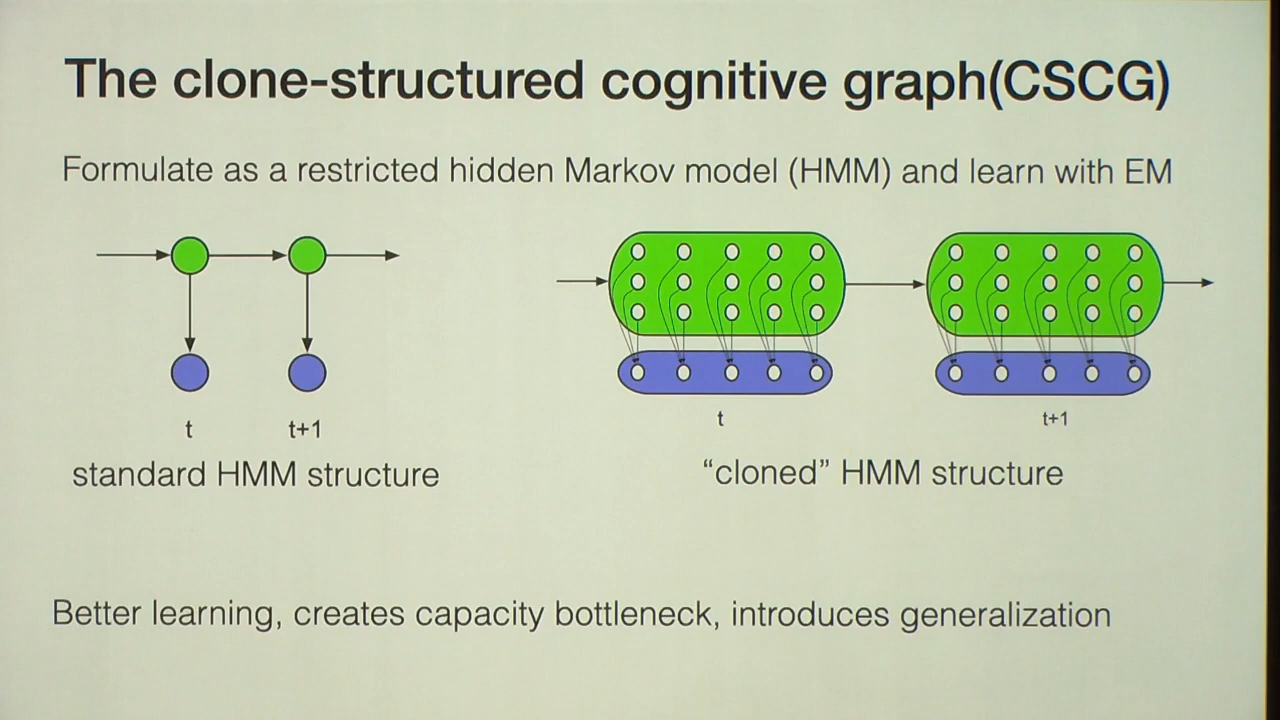 The clone-structured cognitive graph(CSCG)
Formulate as a restricted hidden Markov model (HMM) and learn with EM
t
t+1
standard HMM structure
t
t+1
“cloned” HMM structure
Better learning, creates capacity bottleneck, introduces generalization